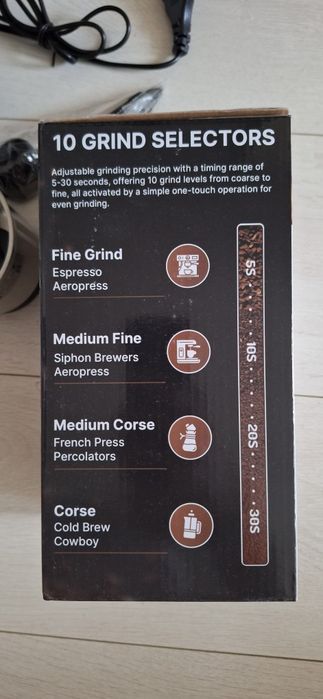 10 GRIND SELECTORS
Adjustable grinding precision with a timing range of
5-30 seconds, offering 10 grind levels from coarse to
fine, all activated by a simple one-touch operation for
even grinding.
Fine Grind
Espresso
Aeropress
Medium Fine
Siphon Brewers
Aeropress
Medium Corse
French Press
Percolators
Corse
Cold Brew
Cowboy
5S
10S
20S
30S